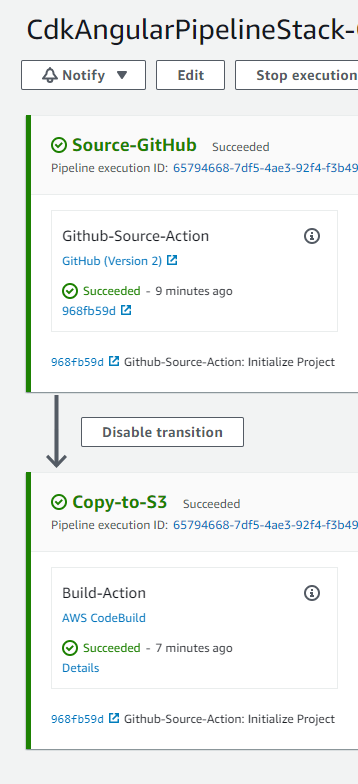 CdkAngularPipelineStack-
Notify Edit Stop execution
Source-GitHub Succeeded
Pipeline execution ID: 65794668-7df5-4ae3-92f4-f3b49
Github-Source-Action
GitHub (Version 2)
Succeeded - 9 minutes ago
968fb59d
968fb59d Github-Source-Action: Initialize Project
Disable transition
Copy-to-S3 Succeeded
Pipeline execution ID: 65794668-7df5-4ae3-92f4-f3b49
Build-Action
AWS CodeBuild
Succeeded - 7 minutes ago
Details
968fb59d Github-Source-Action: Initialize Project